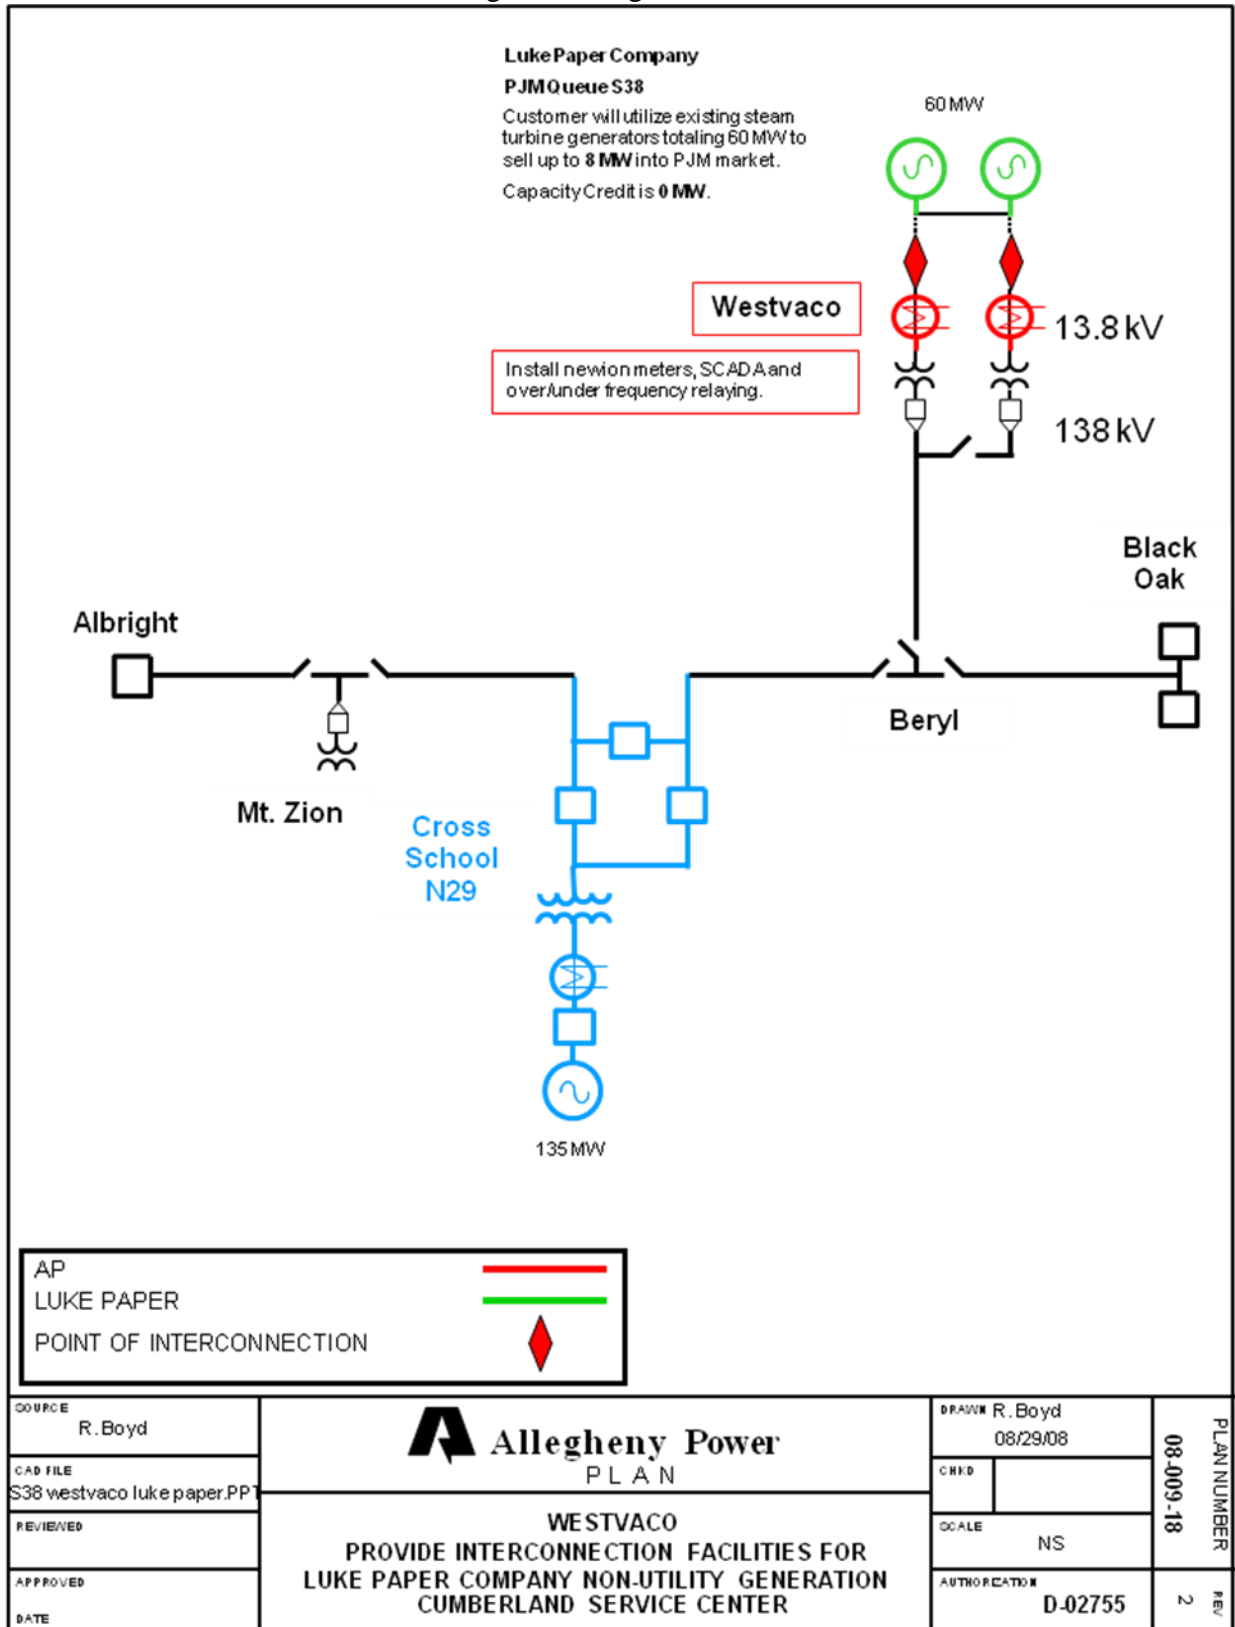 Luke Paper Company
PJM Queue S38
Customer will utilize existing steam
turbine generators totaling 60 MW to
sell up to 8 MW into PJM market.
Capacity Credit is 0 MW.
60 MW
Westvaco
13.8 kV
Install new ion meters, SCADA and
over/under frequency relaying.
138 kV
Black
Oak
Albright
Beryl
Mt. Zion
Cross
School
N29
135 MW
AP
LUKE PAPER
POINT OF INTERCONNECTION
SOURCE
R. Boyd
CAD FILE
S38 westvaco luke paper.PPT
REVIEWED
APPROVED
DATE
Allegheny Power
PLAN
WESTVACO
PROVIDE INTERCONNECTION FACILITIES FOR
LUKE PAPER COMPANY NON-UTILITY GENERATION
CUMBERLAND SERVICE CENTER
DRAWN R. Boyd
08/29/08
CHKD
SCALE
NS
AUTHORIZATION
D-02755
PLAN NUMBER
08-009-18
REV
2